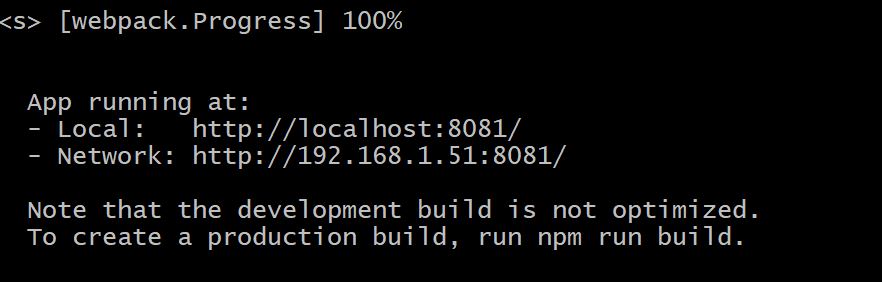 <s> [webpack.Progress] 100%
App running at:
- Local:   http://localhost:8081/
- Network: http://192.168.1.51:8081/
Note that the development build is not optimized.
To create a production build, run npm run build.